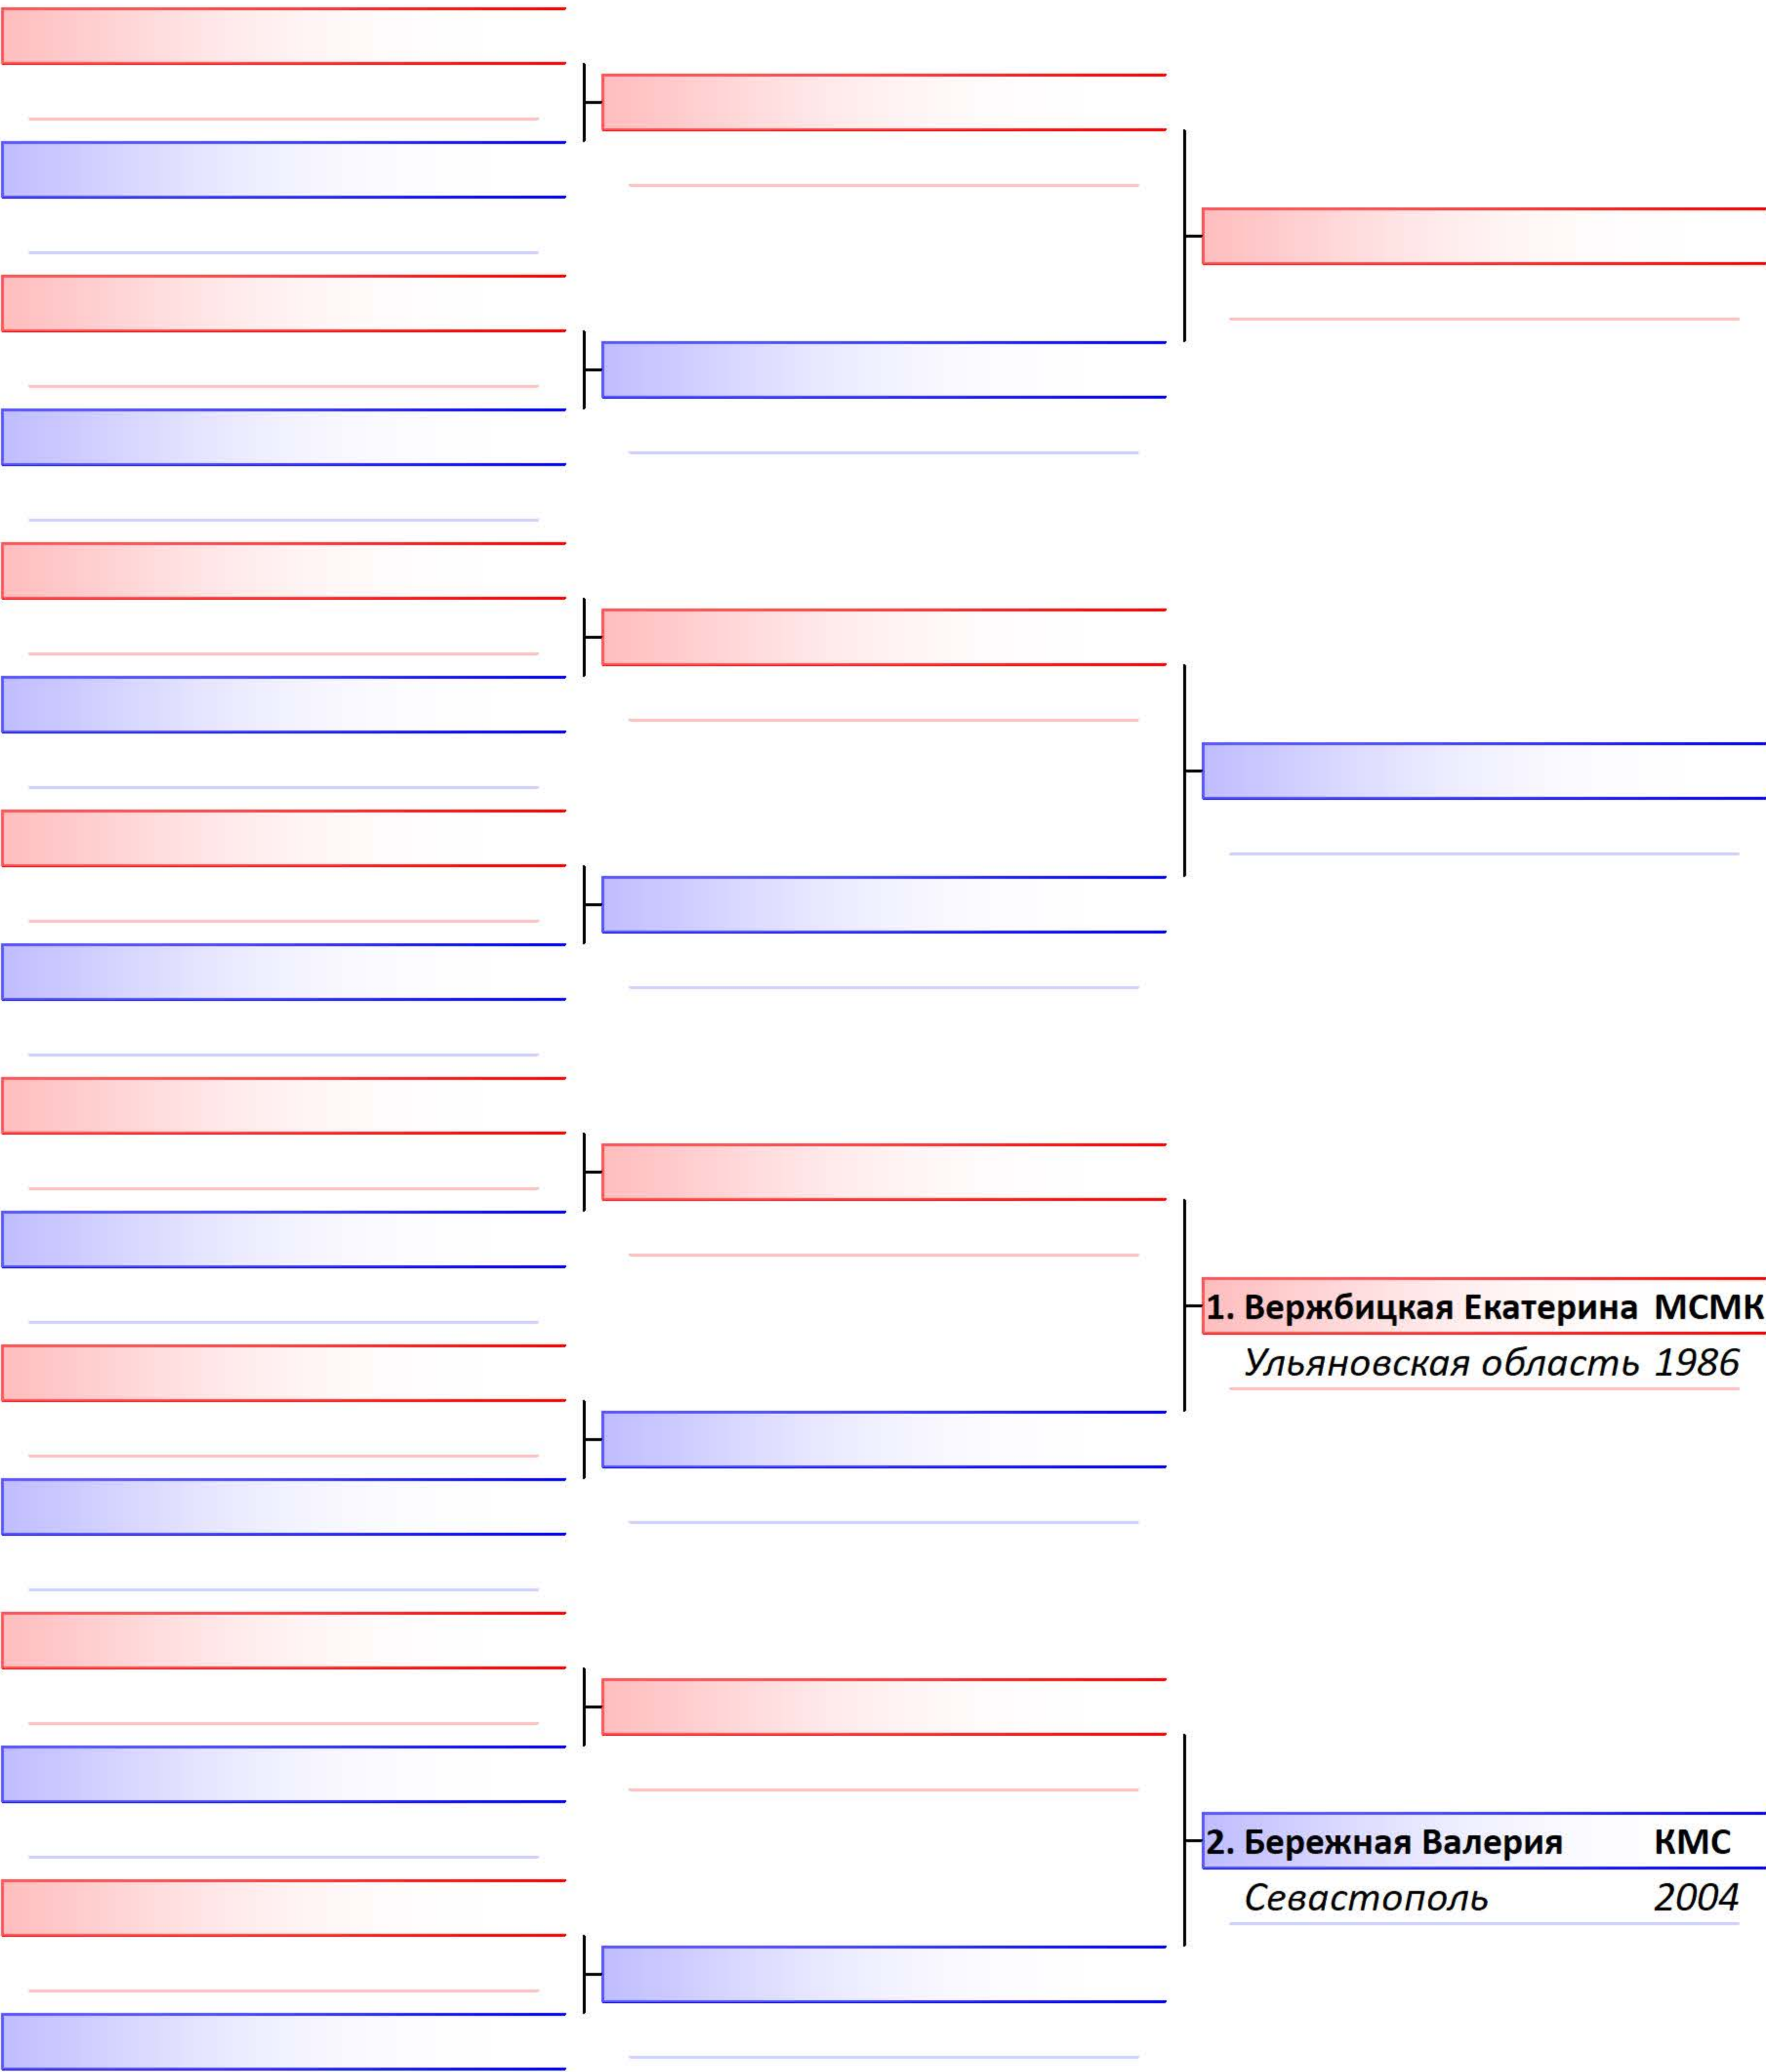 1. Вержбицкая Екатерина МСМК
Ульяновская область 1986
2. Бережная Валерия КМС
Севастополь 2004